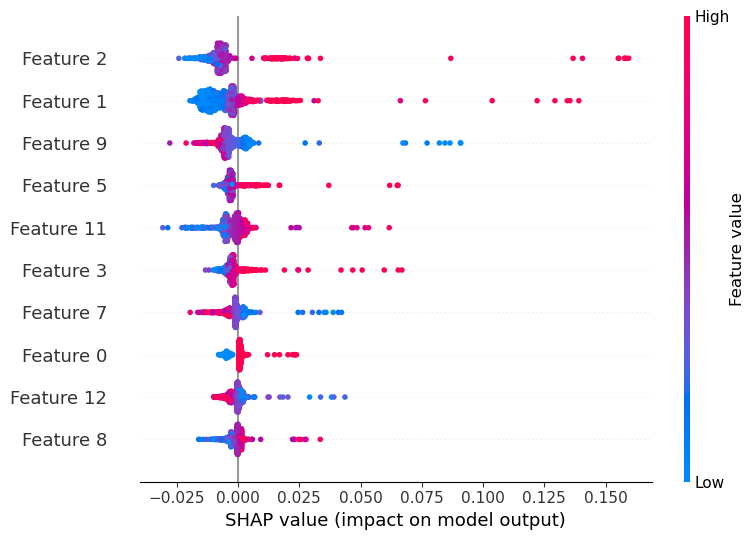 High
Feature 2
Feature 1
Feature 9
Feature 5
Feature 11
Feature 3
Feature 7
Feature 0
Feature 12
Feature 8
Feature value
Low
−0.025 0.000 0.025 0.050 0.075 0.100 0.125 0.150
SHAP value (impact on model output)